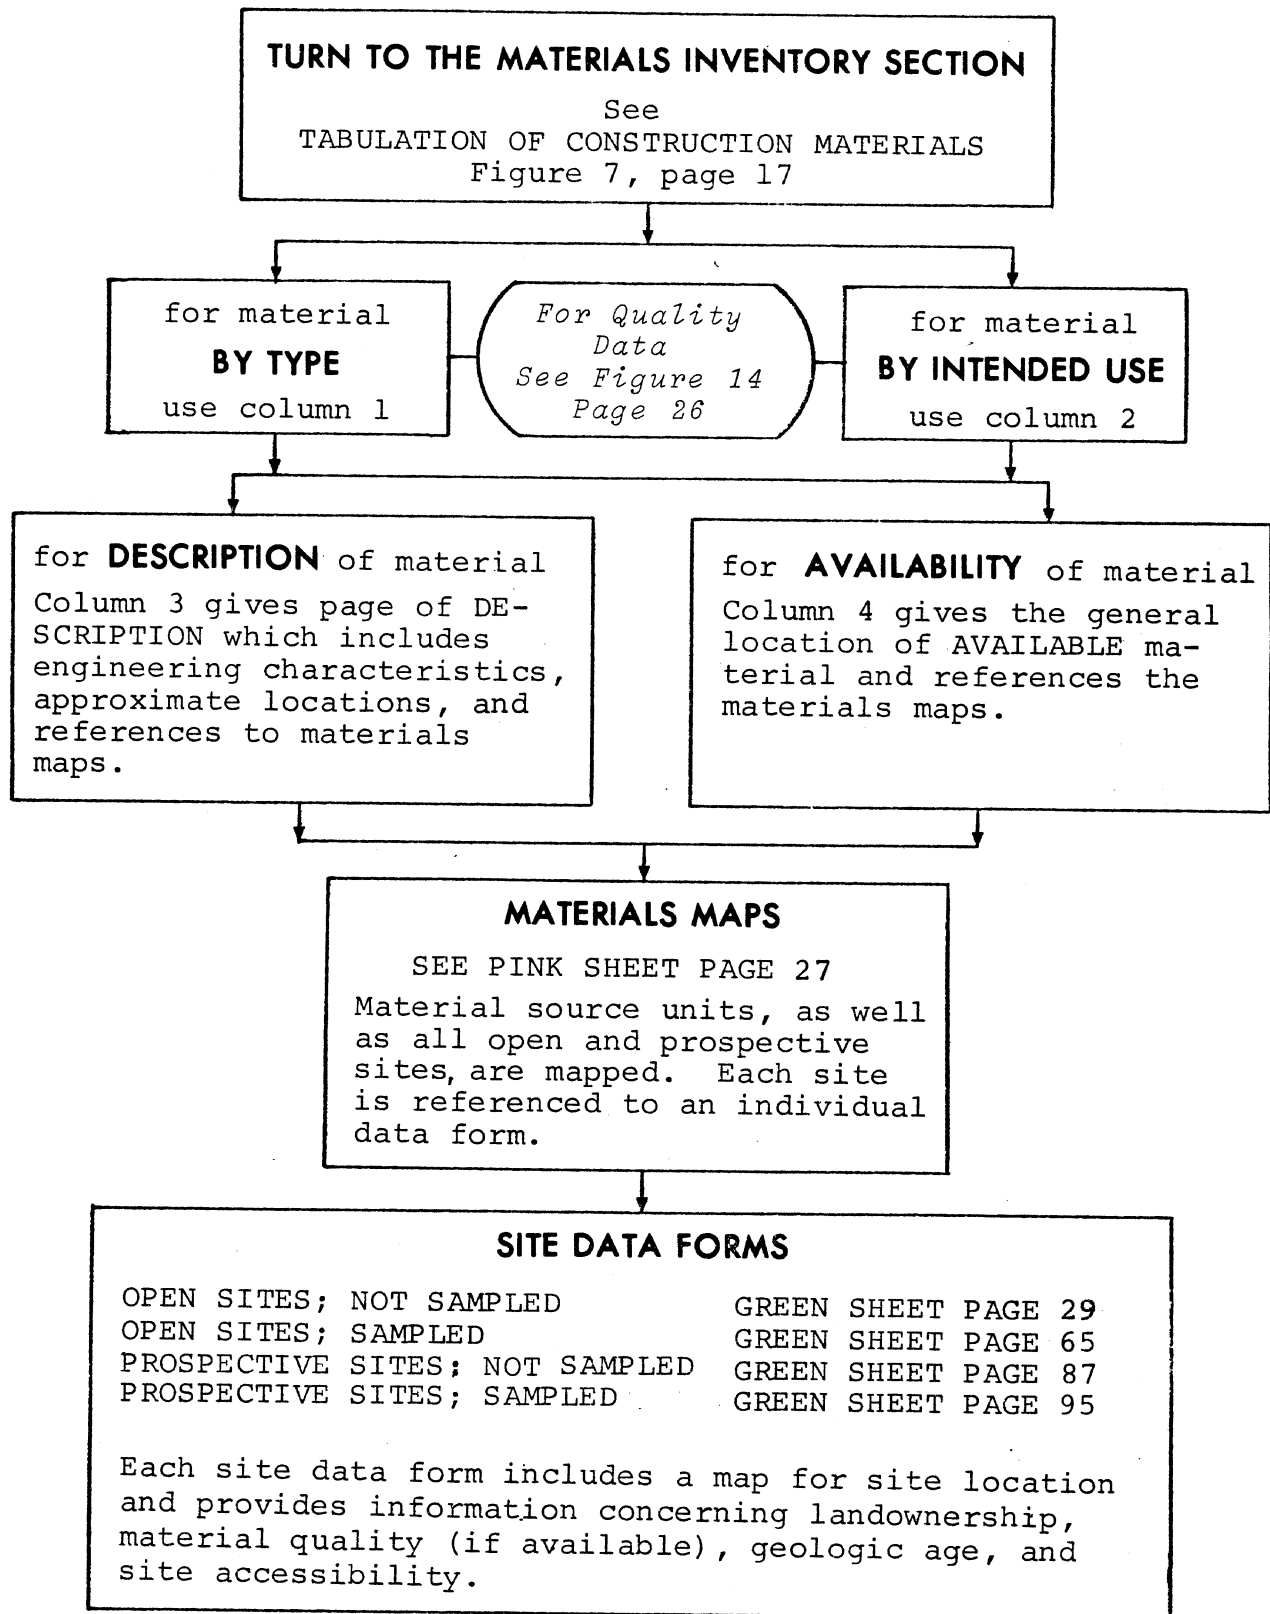 TURN TO THE MATERIALS INVENTORY SECTION
See
TABULATION OF CONSTRUCTION MATERIALS
Figure 7, page 17
for material
BY TYPE
use column 1
For Quality
Data
See Figure 14
Page 26
for material
BY INTENDED USE
use column 2
for DESCRIPTION of material
Column 3 gives page of DE-
SCRIPTION which includes
engineering characteristics,
approximate locations, and
references to materials
maps.
for AVAILABILITY of material
Column 4 gives the general
location of AVAILABLE ma-
terial and references the
materials maps.
MATERIALS MAPS
SEE PINK SHEET PAGE 27
Material source units, as well
as all open and prospective
sites, are mapped. Each site
is referenced to an individual
data form.
SITE DATA FORMS
OPEN SITES; NOT SAMPLED GREEN SHEET PAGE 29
OPEN SITES; SAMPLED GREEN SHEET PAGE 65
PROSPECTIVE SITES; NOT SAMPLED GREEN SHEET PAGE 87
PROSPECTIVE SITES; SAMPLED GREEN SHEET PAGE 95
Each site data form includes a map for site location
and provides information concerning landownership,
material quality (if available), geologic age, and
site accessibility.